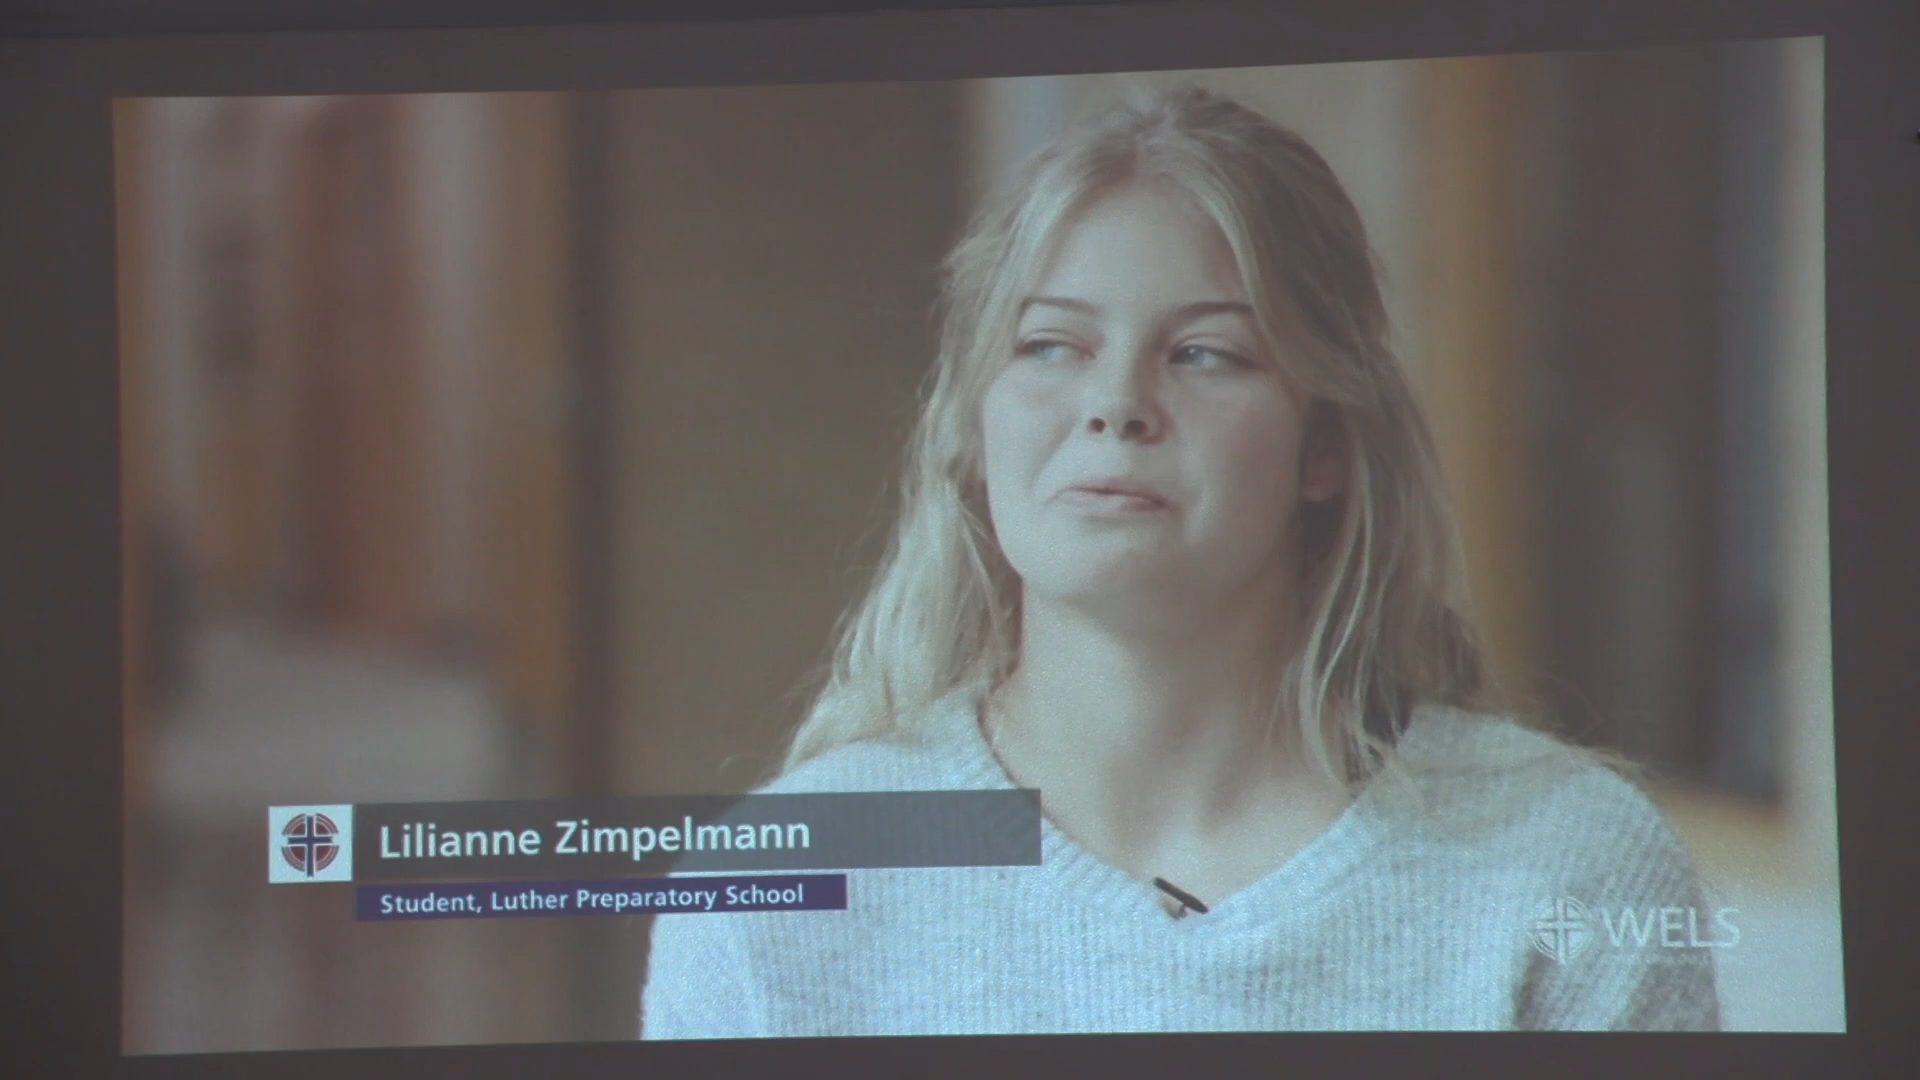 Lilianne Zimpelmann
Student, Luther Preparatory School
WELS